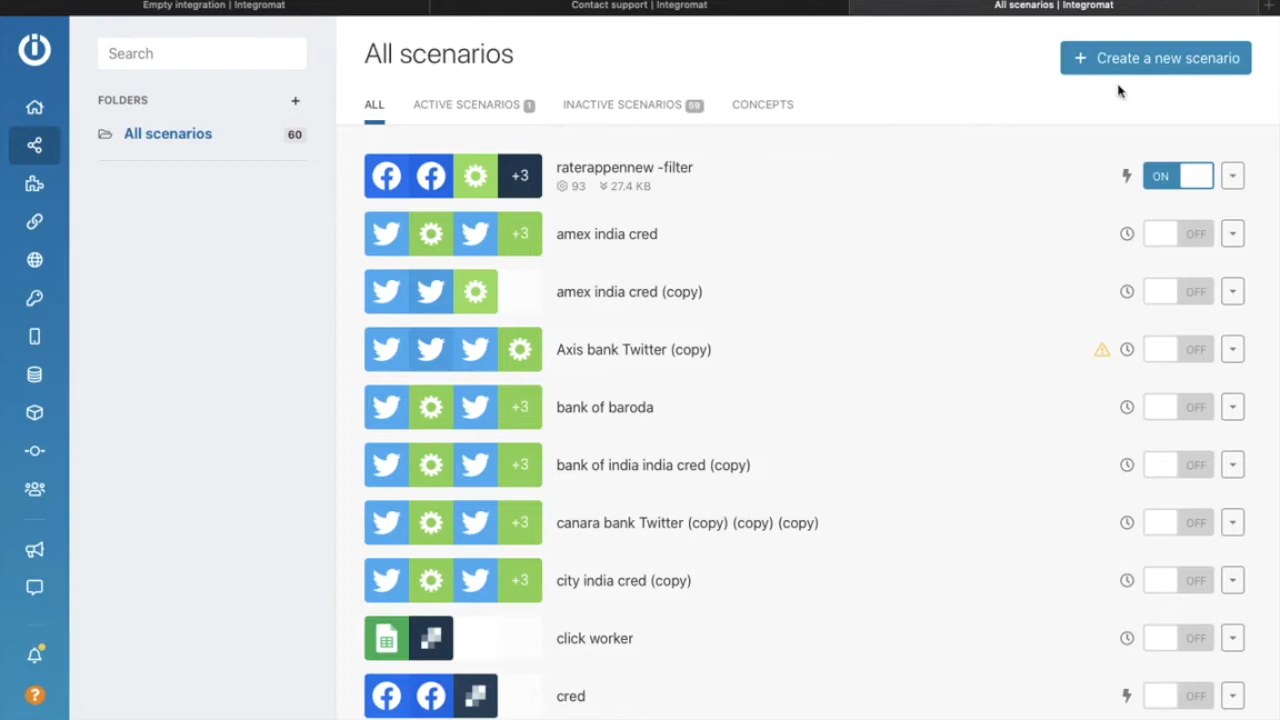 Empty integration | Integromat
Contact support | Integromat
All scenarios | Integromat
Search
FOLDERS
All scenarios 60
All scenarios
Create a new scenario
ALL
ACTIVE SCENARIOS 1
INACTIVE SCENARIOS 59
CONCEPTS
+3
raterappennew -filter
93 27.4 KB
ON
+3
amex india cred
OFF
amex india cred (copy)
OFF
Axis bank Twitter (copy)
OFF
+3
bank of baroda
OFF
+3
bank of india india cred (copy)
OFF
+3
canara bank Twitter (copy) (copy) (copy)
OFF
+3
city india cred (copy)
OFF
click worker
OFF
cred
OFF